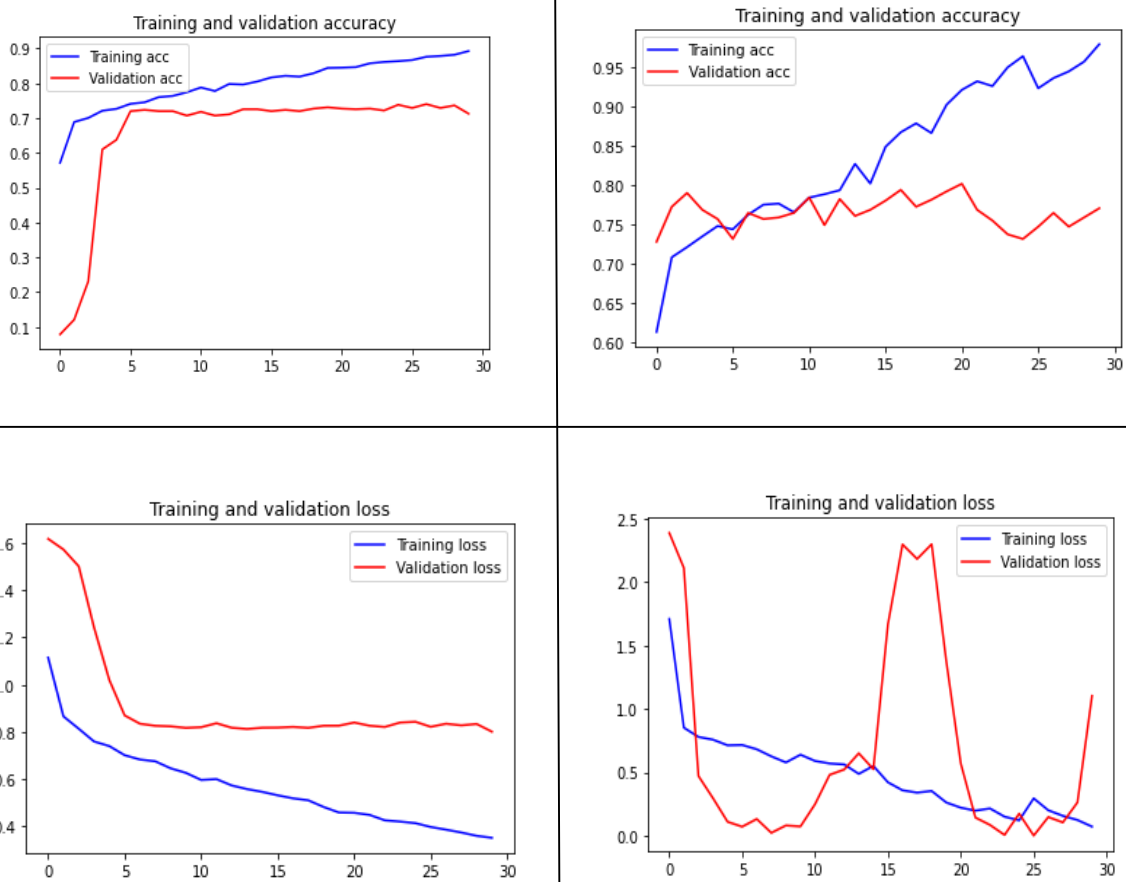 Training and validation accuracy
0.9
0.8
0.7
0.6
0.5
0.4
0.3
0.2
0.1
Training acc
Validation acc
0 5 10 15 20 25 30
Training and validation accuracy
0.95
0.90
0.85
0.80
0.75
0.70
0.65
0.60
Training acc
Validation acc
0 5 10 15 20 25 30
Training and validation loss
.6
.4
.2
.0
0.8
0.6
0.4
Training loss
Validation loss
0 5 10 15 20 25 30
Training and validation loss
2.5
2.0
1.5
1.0
0.5
0.0
Training loss
Validation loss
0 5 10 15 20 25 30